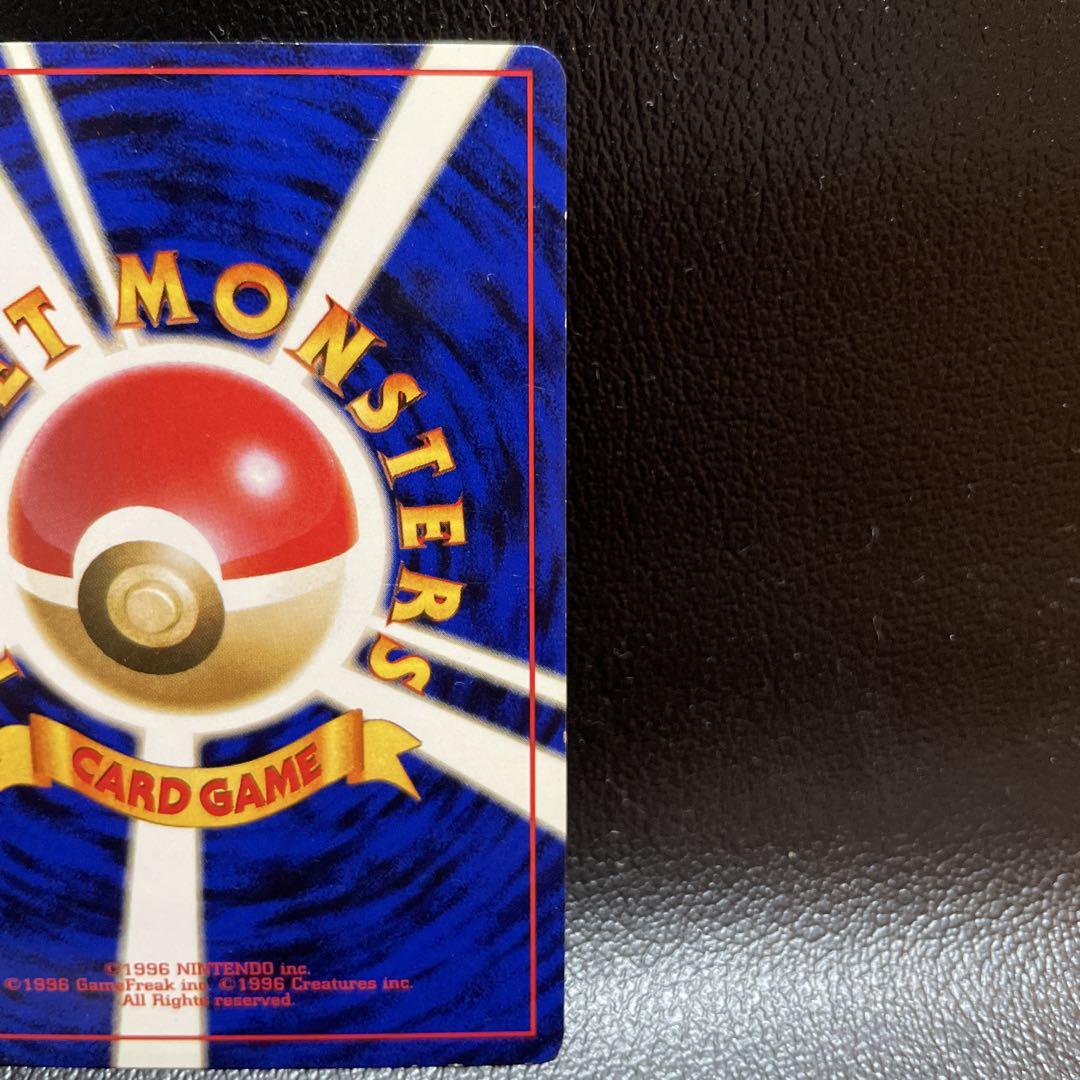 ET MONSTERS
CARD GAME
©1996 NINTENDO inc.
©1996 GameFreak inc. ©1996 Creatures inc.
All Rights reserved.